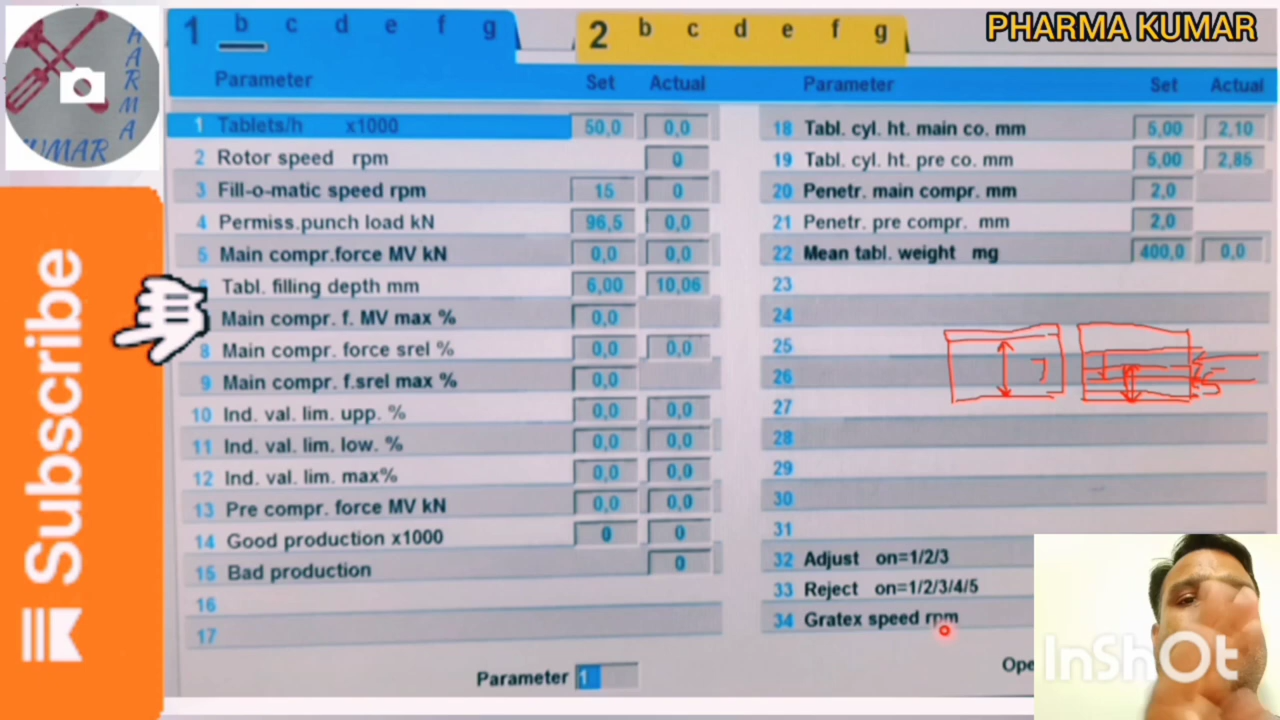 PHARMA KUMAR
HARMA
KUMAR
Subscribe
1 b c d e f g
2 b c d e f g
Parameter Set Actual
1 Tablets/h x1000 50,0 0,0
2 Rotor speed rpm 0
3 Fill-o-matic speed rpm 15 0
4 Permiss.punch load kN 96,5 0,0
5 Main compr.force MV kN 0,0 0,0
Tabl. filling depth mm 6,00 10,06
Main compr. f. MV max % 0,0
8 Main compr. force srel % 0,0 0,0
9 Main compr. f.srel max % 0,0
10 Ind. val. lim. upp. % 0,0 0,0
11 Ind. val. lim. low. % 0,0 0,0
12 Ind. val. lim. max% 0,0 0,0
13 Pre compr. force MV kN 0,0 0,0
14 Good production x1000 0 0
15 Bad production 0
16
17
Parameter Set Actual
18 Tabl. cyl. ht. main co. mm 5,00 2,10
19 Tabl. cyl. ht. pre co. mm 5,00 2,85
20 Penetr. main compr. mm 2,0
21 Penetr. pre compr. mm 2,0
22 Mean tabl. weight mg 400,0 0,0
23
24
25
26
27
28
29
30
31
32 Adjust on=1/2/3
33 Reject on=1/2/3/4/5
34 Gratex speed rpm
Parameter 1
Ope
InShOt